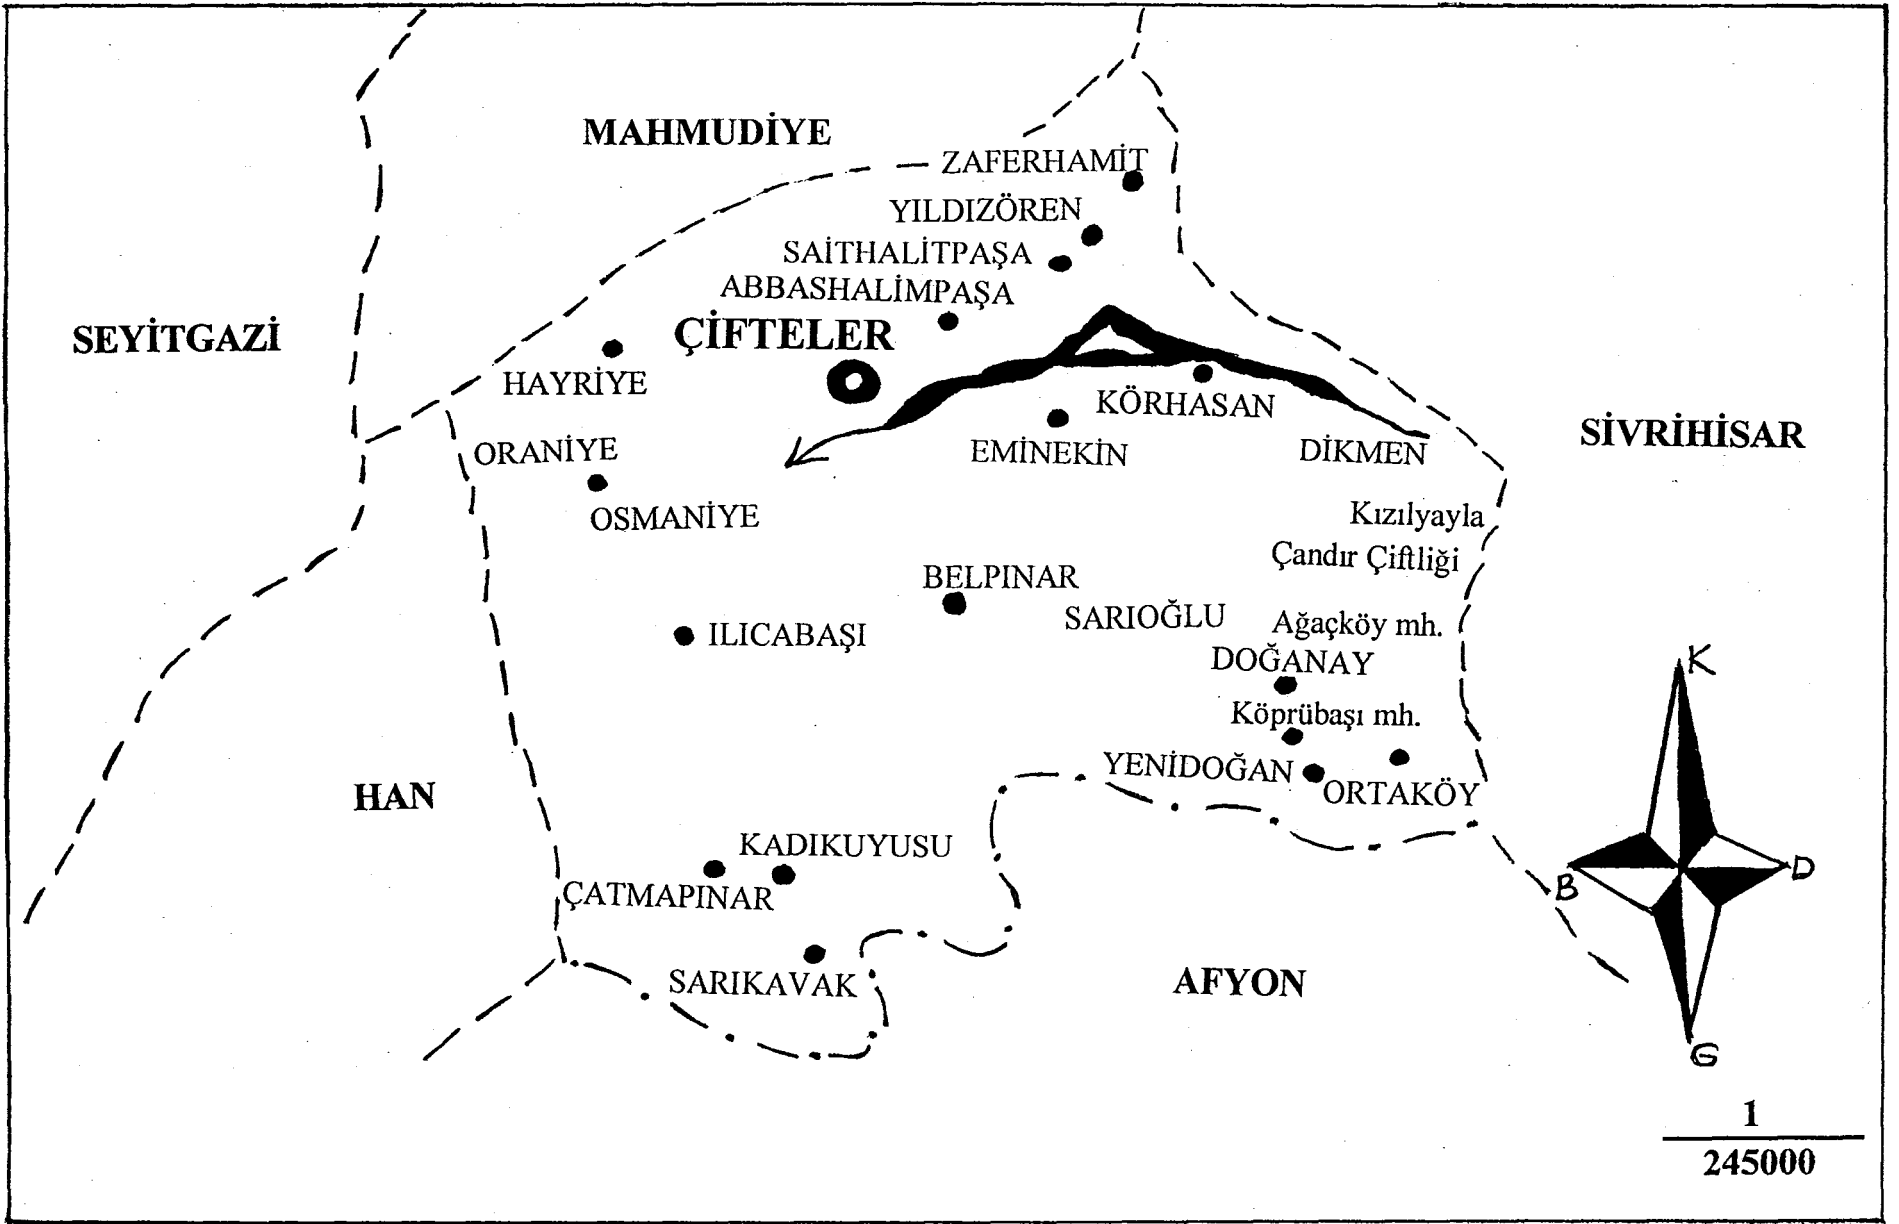 MAHMUDİYE
ZAFERHAMİT
YILDIZÖREN
SAİTHALİTPAŞA
ABBASHALİMPAŞA
SEYİTGAZİ
ÇİFTELER
HAYRİYE
KÖRHASAN
SİVRİHİSAR
ORANİYE
EMİNEKİN
DİKMEN
OSMANİYE
Kızılyayla
Çandır Çiftliği
BELPINAR
SARIOĞLU
Ağaçköy mh.
ILICABAŞI
DOĞANAY
K
Köprübaşı mh.
YENİDOĞAN
ORTAKÖY
HAN
KADIKUYUSU
ÇATMAPINAR
B
D
SARIKAVAK
AFYON
G
1
245000